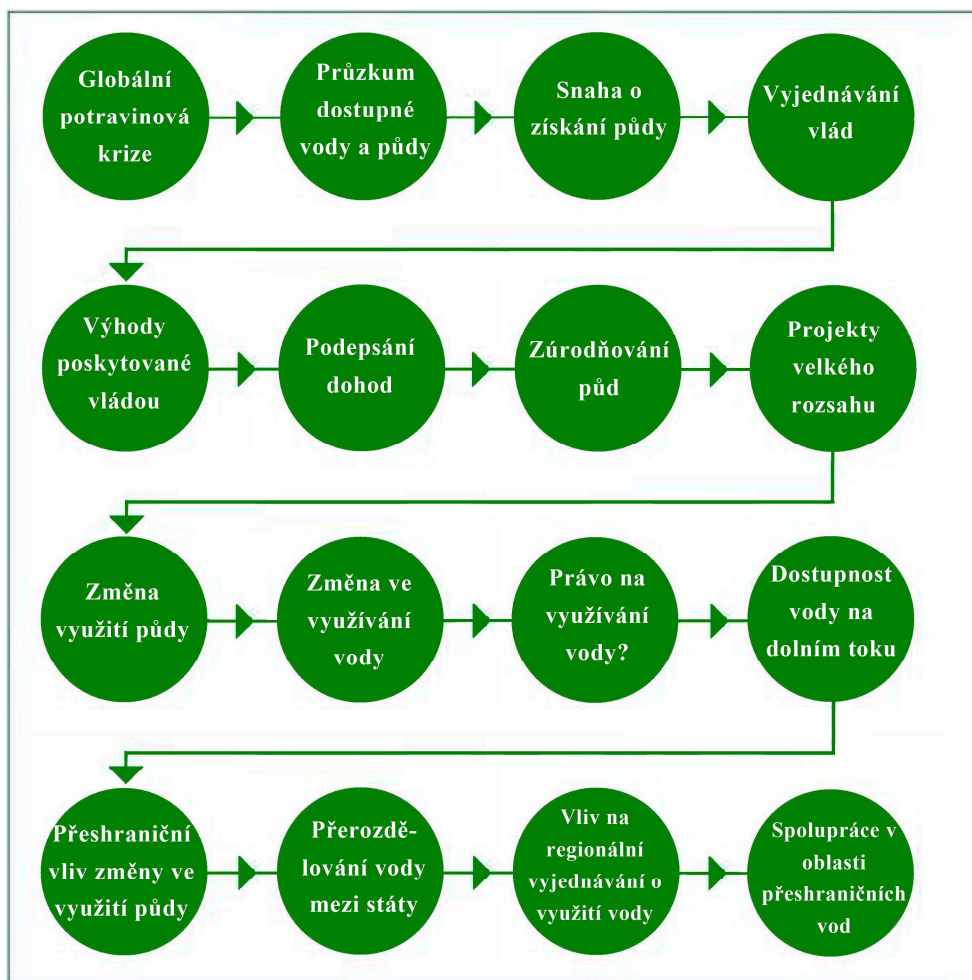 Globální
potravinová
krize
Průzkum
dostupné
vody a půdy
Snaha o
získání půdy
Vyjednávání
vlád
Výhody
poskytované
vládou
Podepsání
dohod
Zúrodňování
půd
Projekty
velkého
rozsahu
Změna
využití půdy
Změna ve
využívání
vody
Právo na
využívání
vody?
Dostupnost
vody na
dolním toku
Přeshraniční
vliv změny ve
využití půdy
Přerozdě-
lování vody
mezi státy
Vliv na
regionální
vyjednávání o
využití vody
Spolupráce v
oblasti
přeshraničních
vod